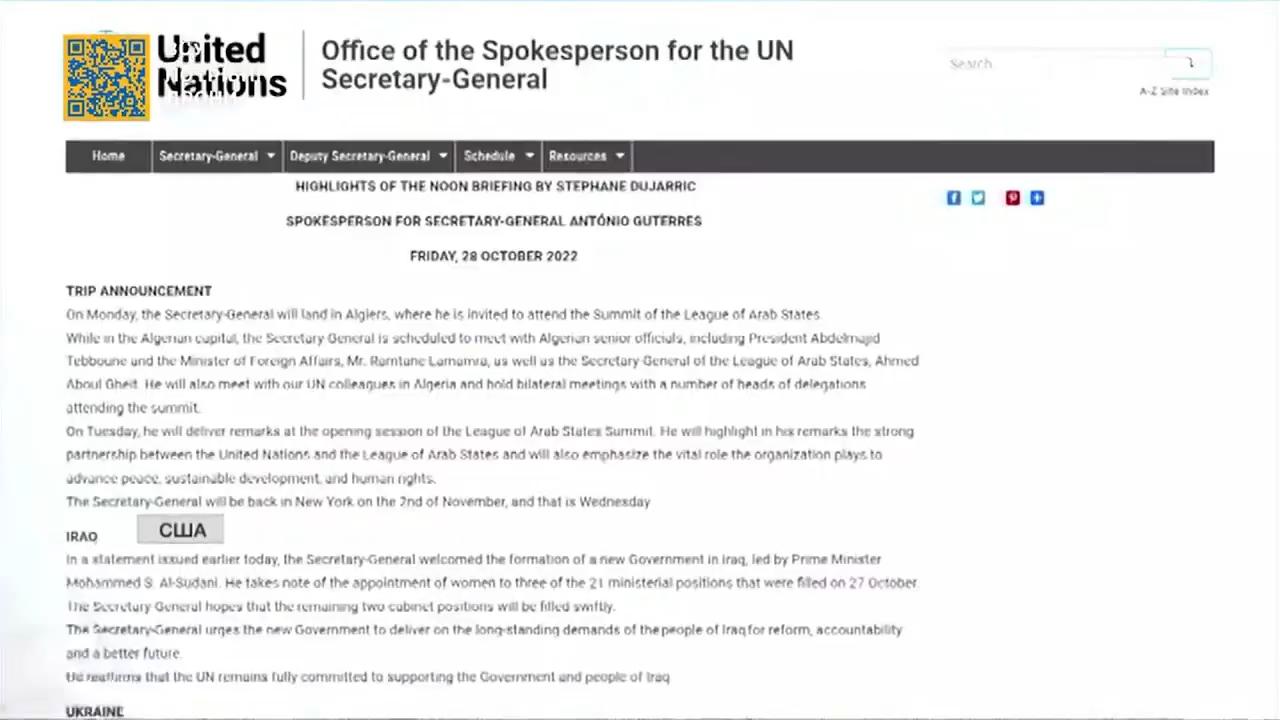 United
Nations
Office of the Spokesperson for the UN
Secretary-General
Search
A-Z Site Index
Home
Secretary-General
Deputy Secretary-General
Schedule
Resources
HIGHLIGHTS OF THE NOON BRIEFING BY STEPHANE DUJARRIC
SPOKESPERSON FOR SECRETARY-GENERAL ANTÓNIO GUTERRES
FRIDAY, 28 OCTOBER 2022
TRIP ANNOUNCEMENT
On Monday, the Secretary-General will land in Algiers, where he is invited to attend the Summit of the League of Arab States.
While in the Algerian capital, the Secretary General is scheduled to meet with Algerian senior officials, including President Abdelmajid
Tebboune and the Minister of Foreign Affairs, Mr. Ramtane Lamamra, as well as the Secretary-General of the League of Arab States, Ahmed
Aboul Gheit. He will also meet with our UN colleagues in Algeria and hold bilateral meetings with a number of heads of delegations
attending the summit.
On Tuesday, he will deliver remarks at the opening session of the League of Arab States Summit. He will highlight in his remarks the strong
partnership between the United Nations and the League of Arab States and will also emphasize the vital role the organization plays to
advance peace, sustainable development, and human rights.
The Secretary-General will be back in New York on the 2nd of November, and that is Wednesday
IRAQ
США
In a statement issued earlier today, the Secretary-General welcomed the formation of a new Government in Iraq, led by Prime Minister
Mohammed S. Al-Sudani. He takes note of the appointment of women to three of the 21 ministerial positions that were filled on 27 October.
The Secretary General hopes that the remaining two cabinet positions will be filled swiftly.
The Secretary-General urges the new Government to deliver on the long-standing demands of the people of Iraq for reform, accountability
and a better future.
He reaffirms that the UN remains fully committed to supporting the Government and people of Iraq
UKRAINE